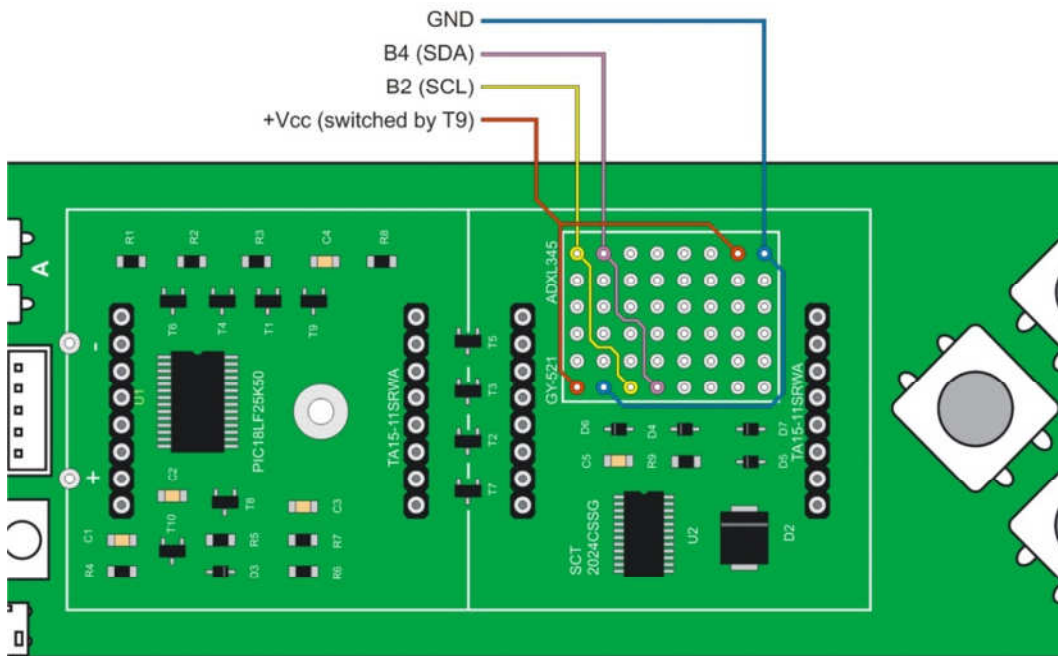 GND
B4 (SDA)
B2 (SCL)
+Vcc (switched by T9)
A
R1
R2
R3
C4
R8
T6
T4
T1
T9
-
+
U1
PIC18LF25K50
TA15-11SRWA
C2
T8
C3
C1
T10
R5
R7
R4
D3
R6
T5
T3
T2
T7
ADXL345
GY-521
TA15-11SRWA
D6
D4
D7
C5
R9
D5
SCT
2024CSSG
U2
D2